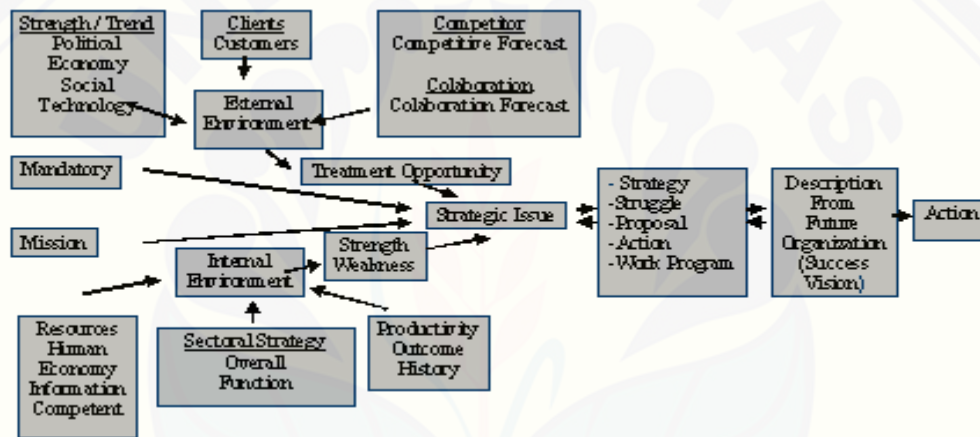 Strength / Trend
Political
Economy
Social
Technology
Clients
Customers
Competitor
Competitive Forecast
Colaboration
Colaboration Forecast
External
Environment
Mandatory
Treatment Opportunity
Strategic Issue
Mission
Strength
Weakness
Internal
Environment
- Strategy
-Struggle
-Proposal
-Action
-Work Program
Description
From
Future
Organization
(Success
Vision)
Action
Resources
Human
Economy
Information
Competent
Sectoral Strategy
Overall
Function
Productivity
Outcome
History